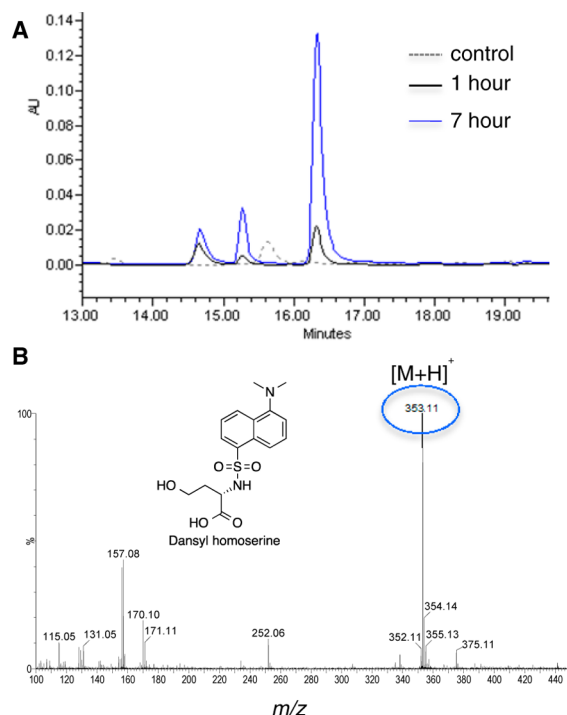 A
0.14
0.12
0.10
0.08
0.06
0.04
0.02
0.00
AU
control
1 hour
7 hour
13.00 14.00 15.00 16.00 17.00 18.00 19.00
Minutes
B
[M+H]+
353.11
100
%
0
N
O=S=O
NH
HO
HO O
Dansyl homoserine
157.08
170.10
171.11
115.05
131.05
252.06
354.14
352.11
355.13
375.11
100 120 140 160 180 200 220 240 260 280 300 320 340 360 380 400 420 440
m/z